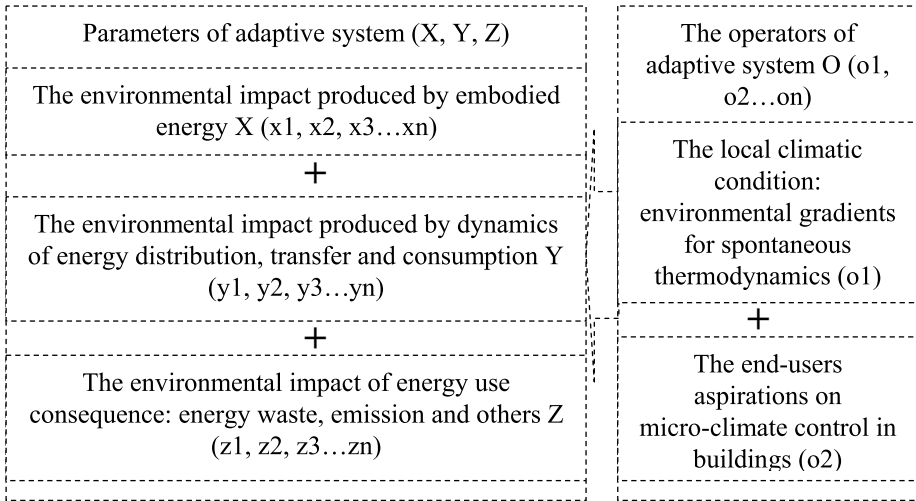 Parameters of adaptive system (X, Y, Z)
The environmental impact produced by embodied
energy X (x1, x2, x3…xn)
+
The environmental impact produced by dynamics
of energy distribution, transfer and consumption Y
(y1, y2, y3…yn)
+
The environmental impact of energy use
consequence: energy waste, emission and others Z
(z1, z2, z3…zn)
The operators of
adaptive system O (o1,
o2…on)
The local climatic
condition:
environmental gradients
for spontaneous
thermodynamics (o1)
+
The end-users
aspirations on
micro-climate control in
buildings (o2)